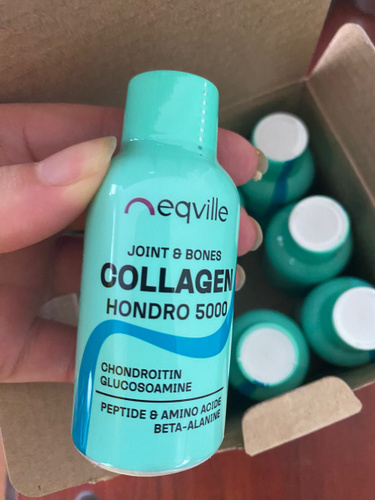 neqville
JOINT & BONES
COLLAGEN
HONDRO 5000
CHONDROITIN
GLUCOSOAMINE
PEPTIDE & AMINO ACIDE
BETA-ALANINE